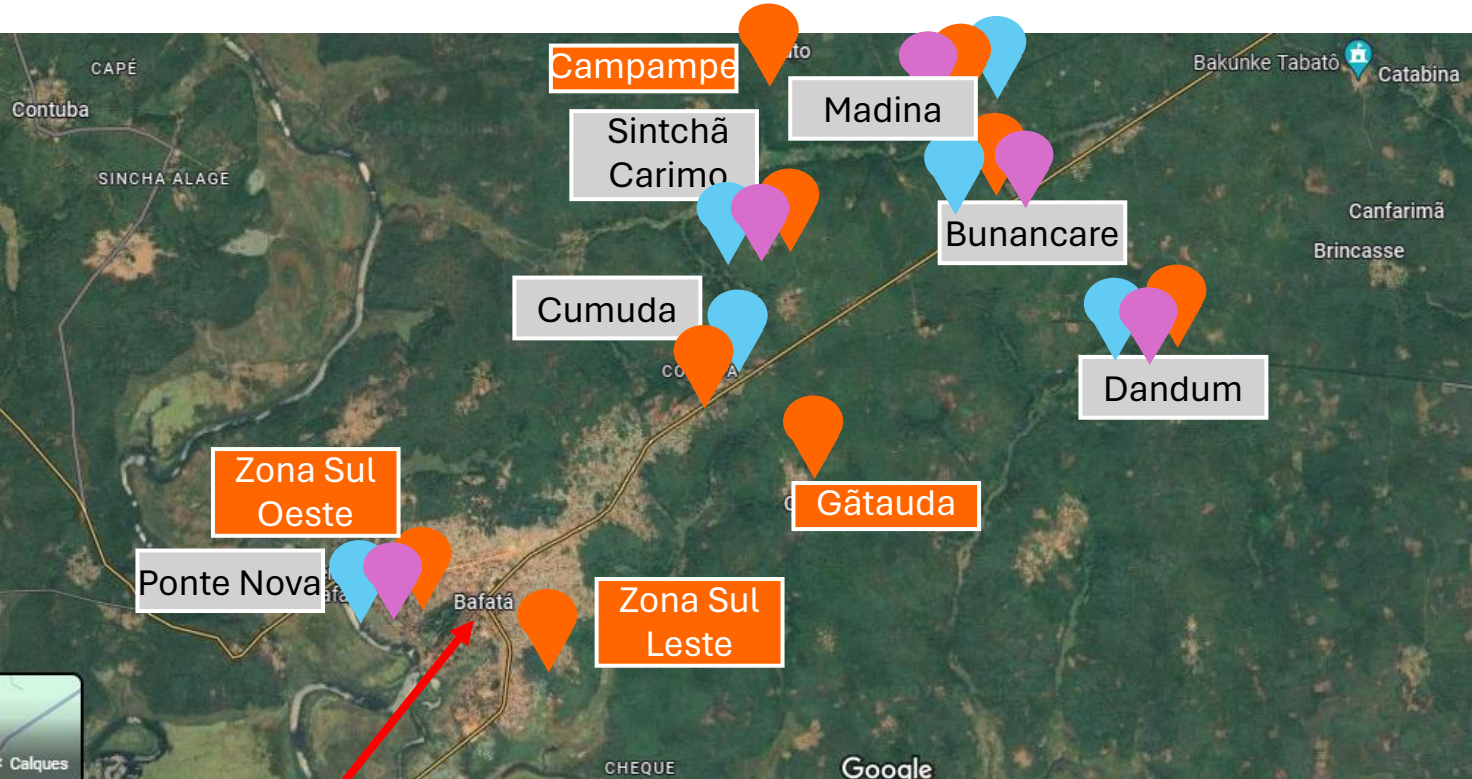 Campampe
CAPÉ
Bakúnke Tabatô
Catabina
Contuba
Madina
Sintchã
Carimo
SINCHA ALAGE
Canfarimã
Bunancare
Brincasse
Cumuda
Dandum
Zona Sul
Oeste
Gãtauda
Ponte Nova
Bafatá
Zona Sul
Leste
Calques
CHEQUE
Google